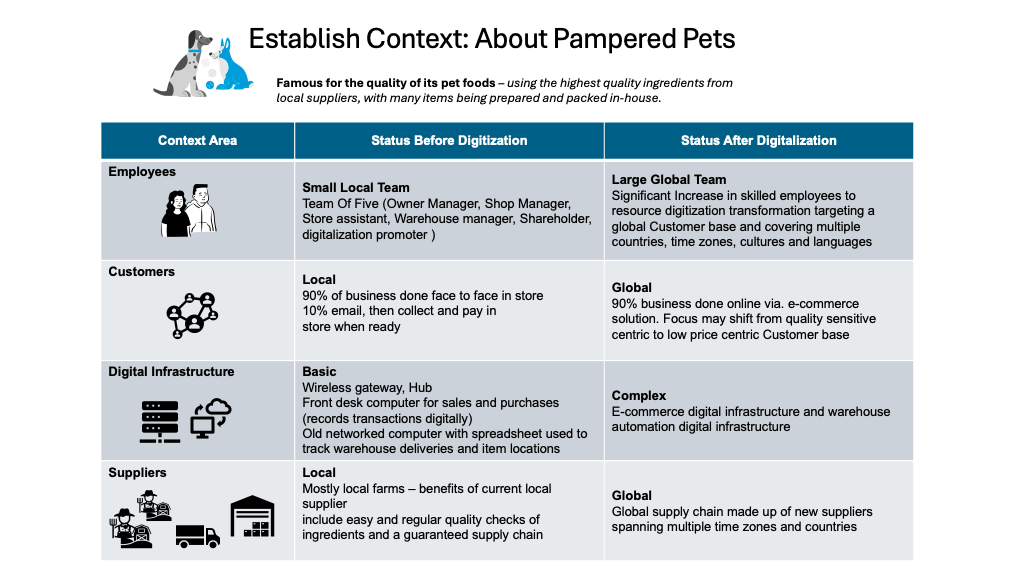 Establish Context: About Pampered Pets
Famous for the quality of its pet foods – using the highest quality ingredients from
local suppliers, with many items being prepared and packed in-house.
Context Area
Status Before Digitization
Status After Digitalization
Employees
Small Local Team
Team Of Five (Owner Manager, Shop Manager,
Store assistant, Warehouse manager, Shareholder,
digitalization promoter )
Large Global Team
Significant Increase in skilled employees to
resource digitization transformation targeting a
global Customer base and covering multiple
countries, time zones, cultures and languages
Customers
Local
90% of business done face to face in store
10% email, then collect and pay in
store when ready
Global
90% business done online via. e-commerce
solution. Focus may shift from quality sensitive
centric to low price centric Customer base
Digital Infrastructure
Basic
Wireless gateway, Hub
Front desk computer for sales and purchases
(records transactions digitally)
Old networked computer with spreadsheet used to
track warehouse deliveries and item locations
Complex
E-commerce digital infrastructure and warehouse
automation digital infrastructure
Suppliers
Local
Mostly local farms – benefits of current local
supplier
include easy and regular quality checks of
ingredients and a guaranteed supply chain
Global
Global supply chain made up of new suppliers
spanning multiple time zones and countries